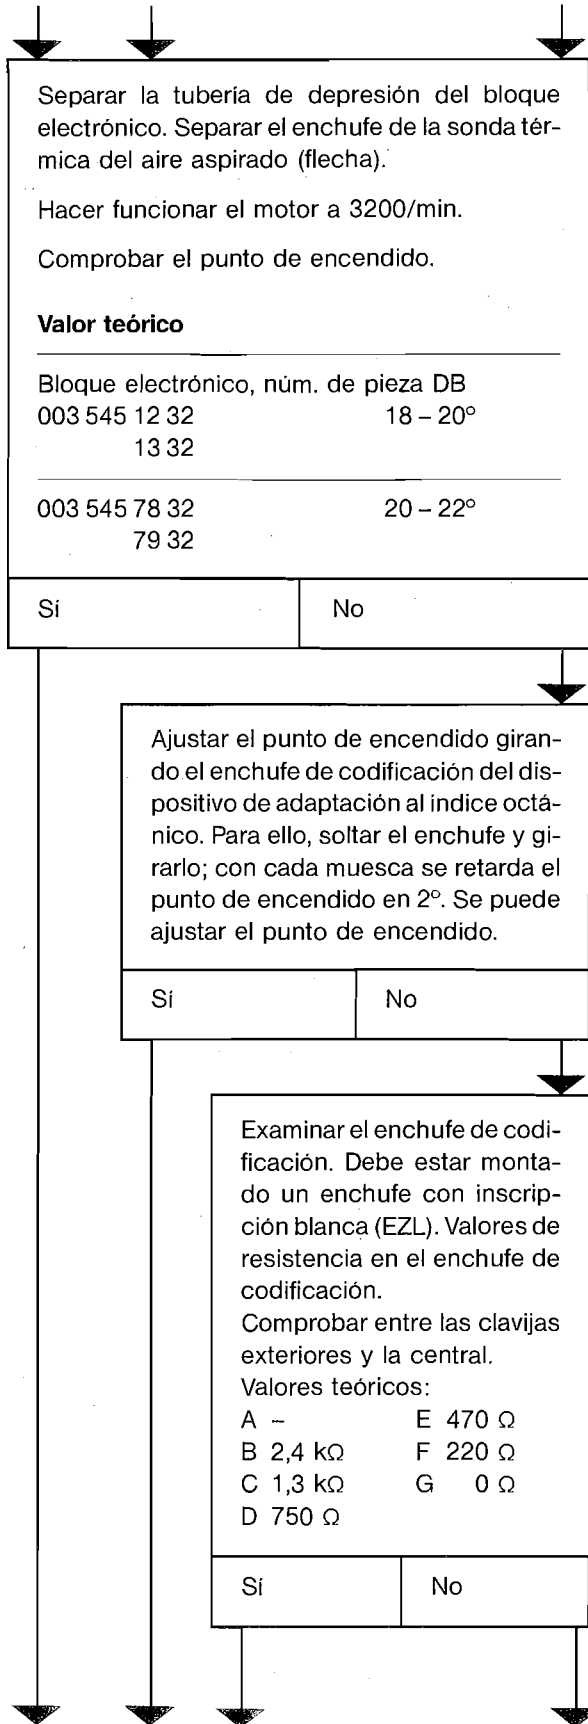 Separar la tubería de depresión del bloque
electrónico. Separar el enchufe de la sonda tér-
mica del aire aspirado (flecha).
Hacer funcionar el motor a 3200/min.
Comprobar el punto de encendido.
Valor teórico
Bloque electrónico, núm. de pieza DB
003 545 12 32 18 – 20°
13 32
003 545 78 32 20 – 22°
79 32
Sí No
Ajustar el punto de encendido giran-
do el enchufe de codificación del dis-
positivo de adaptación al índice octá-
nico. Para ello, soltar el enchufe y gi-
rarlo; con cada muesca se retarda el
punto de encendido en 2°. Se puede
ajustar el punto de encendido.
Sí No
Examinar el enchufe de codi-
ficación. Debe estar monta-
do un enchufe con inscrip-
ción blanca (EZL). Valores de
resistencia en el enchufe de
codificación.
Comprobar entre las clavijas
exteriores y la central.
Valores teóricos:
A – E 470 Ω
B 2,4 kΩ F 220 Ω
C 1,3 kΩ G 0 Ω
D 750 Ω
Sí No